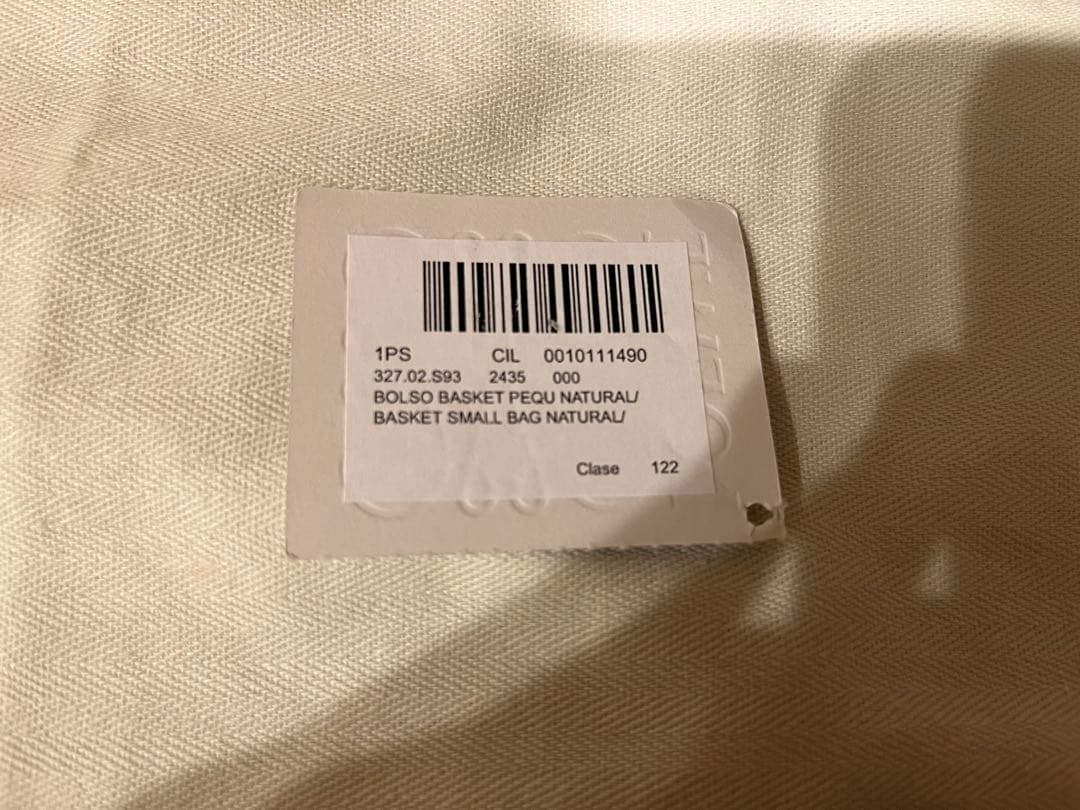 1PS CIL 0010111490
327.02.S93 2435 000
BOLSO BASKET PEQU NATURAL/
BASKET SMALL BAG NATURAL/
Clase 122